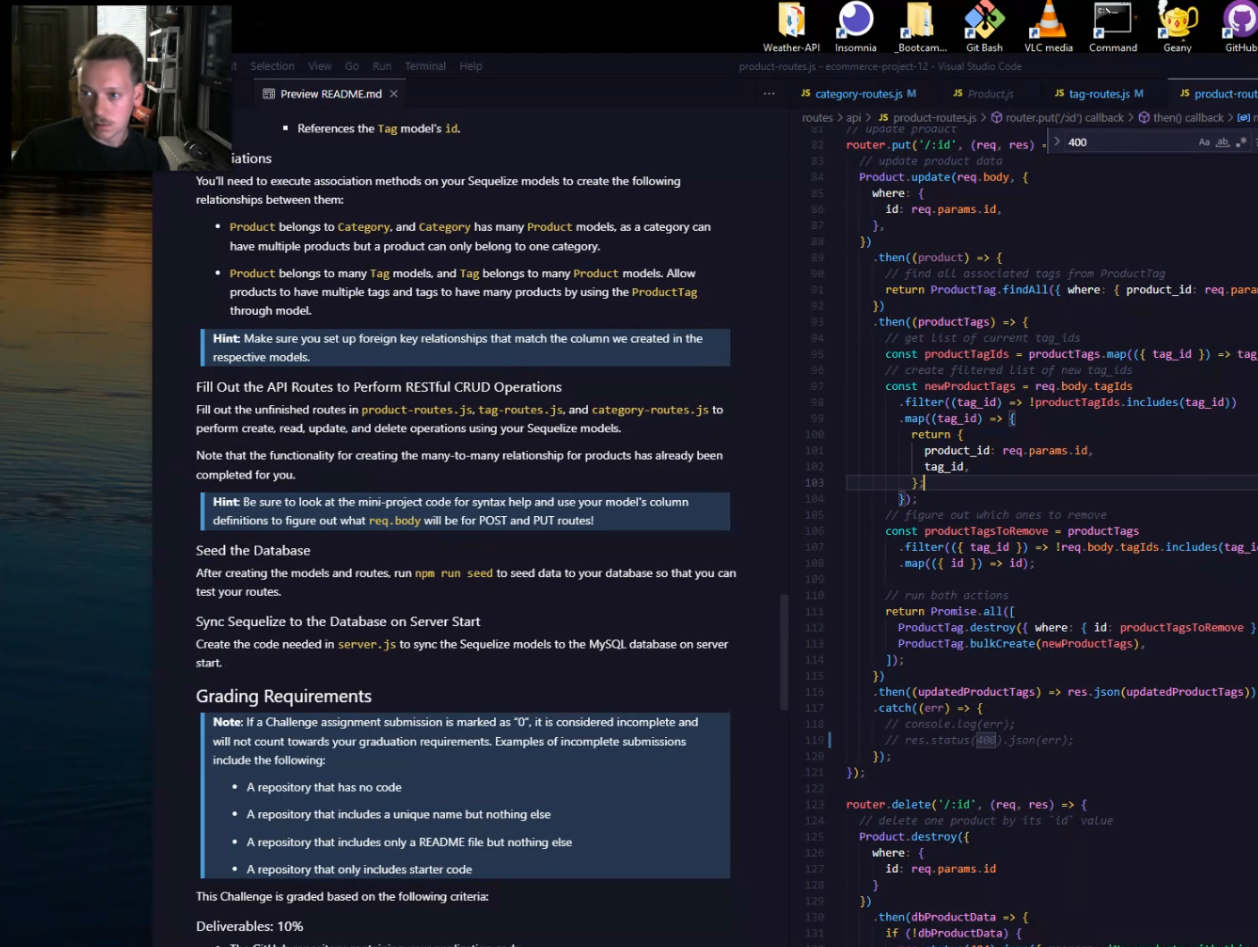 Weather-API
Insomnia
_Bootcam...
Git Bash
VLC media
Command
Geany
GitHub
Selection View Go Run Terminal Help
product-routes.js - ecommerce-project-12 - Visual Studio Code
Preview README.md
JS category-routes.js M
JS Product.js
JS tag-routes.js M
JS product-rout
References the Tag model's id.
iations
You'll need to execute association methods on your Sequelize models to create the following
relationships between them:
• Product belongs to Category, and Category has many Product models, as a category can
have multiple products but a product can only belong to one category.
• Product belongs to many Tag models, and Tag belongs to many Product models. Allow
products to have multiple tags and tags to have many products by using the ProductTag
through model.
Hint: Make sure you set up foreign key relationships that match the column we created in the
respective models.
Fill Out the API Routes to Perform RESTful CRUD Operations
Fill out the unfinished routes in product-routes.js, tag-routes.js, and category-routes.js to
perform create, read, update, and delete operations using your Sequelize models.
Note that the functionality for creating the many-to-many relationship for products has already been
completed for you.
Hint: Be sure to look at the mini-project code for syntax help and use your model's column
definitions to figure out what req.body will be for POST and PUT routes!
Seed the Database
After creating the models and routes, run npm run seed to seed data to your database so that you can
test your routes.
Sync Sequelize to the Database on Server Start
Create the code needed in server.js to sync the Sequelize models to the MySQL database on server
start.
Grading Requirements
Note: If a Challenge assignment submission is marked as "0", it is considered incomplete and
will not count towards your graduation requirements. Examples of incomplete submissions
include the following:
• A repository that has no code
• A repository that includes a unique name but nothing else
• A repository that includes only a README file but nothing else
• A repository that only includes starter code
This Challenge is graded based on the following criteria:
Deliverables: 10%
routes > api > JS product-routes.js > router.put('/:id') callback > then() callback >
400
81 // update product
82 router.put('/:id', (req, res) =
83 // update product data
84 Product.update(req.body, {
85 where: {
86 id: req.params.id,
87 },
88 })
89 .then((product) => {
90 // find all associated tags from ProductTag
91 return ProductTag.findAll({ where: { product_id: req.para
92 })
93 .then((productTags) => {
94 // get list of current tag_ids
95 const productTagIds = productTags.map(({ tag_id }) => tag
96 // create filtered list of new tag_ids
97 const newProductTags = req.body.tagIds
98 .filter((tag_id) => !productTagIds.includes(tag_id))
99 .map((tag_id) => {
100 return {
101 product_id: req.params.id,
102 tag_id,
103 };
104 });
105 // figure out which ones to remove
106 const productTagsToRemove = productTags
107 .filter(({ tag_id }) => !req.body.tagIds.includes(tag_i
108 .map(({ id }) => id);
109
110 // run both actions
111 return Promise.all([
112 ProductTag.destroy({ where: { id: productTagsToRemove }
113 ProductTag.bulkCreate(newProductTags),
114 ]);
115 })
116 .then((updatedProductTags) => res.json(updatedProductTags))
117 .catch((err) => {
118 // console.log(err);
119 // res.status(400).json(err);
120 });
121 });
122
123 router.delete('/:id', (req, res) => {
124 // delete one product by its `id` value
125 Product.destroy({
126 where: {
127 id: req.params.id
128 }
129 })
130 .then(dbProductData => {
131 if (!dbProductData) {